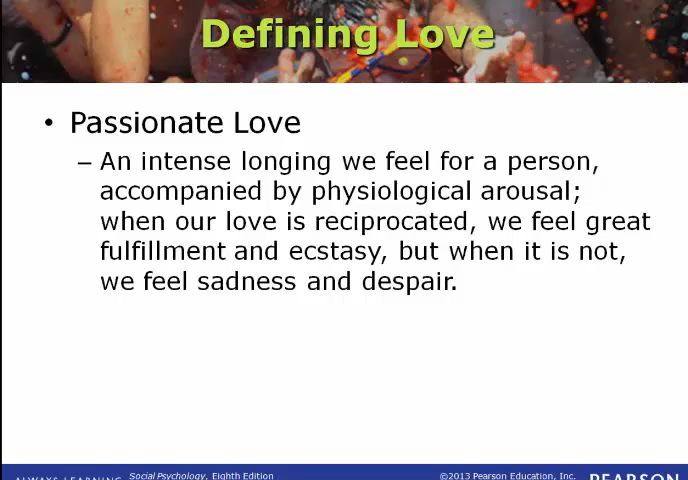 Defining Love
• Passionate Love
– An intense longing we feel for a person,
accompanied by physiological arousal;
when our love is reciprocated, we feel great
fulfillment and ecstasy, but when it is not,
we feel sadness and despair.
ALWAYS LEARNING Social Psychology, Eighth Edition ©2013 Pearson Education, Inc. PEARSON